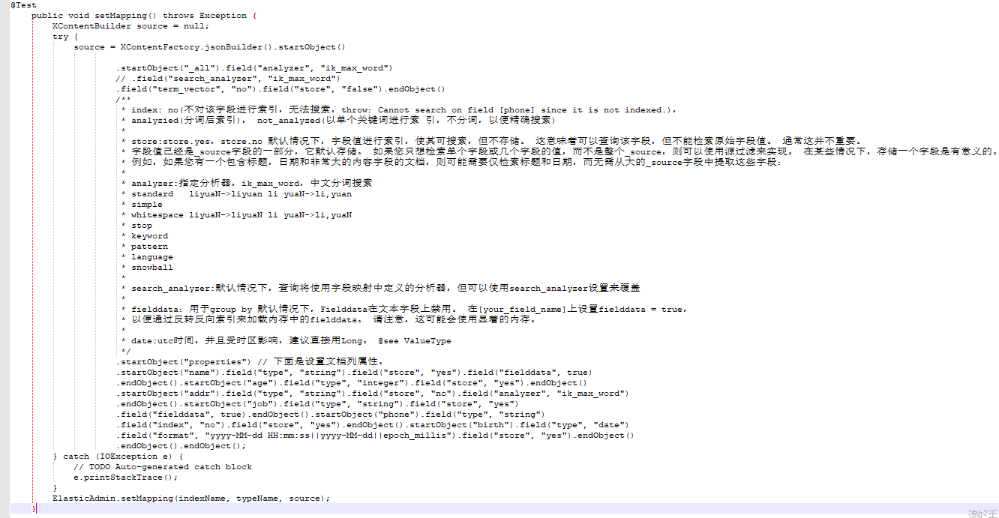 @Test
public void setMapping() throws Exception {
XContentBuilder source = null;
try {
source = XContentFactory.jsonBuilder().startObject()
.startObject("_all").field("analyzer", "ik_max_word")
// .field("search_analyzer", "ik_max_word")
.field("term_vector", "no").field("store", "false").endObject()
/**
* index: no(不对该字段进行索引，无法搜索，throw: Cannot search on field [phone] since it is not indexed.)，
* analyzied(分词后索引)， not_analyzed(以单个关键词进行索 引，不分词，以便精确搜索)
*
* store:store.yes，store.no 默认情况下，字段值进行索引，使其可搜索，但不存储。 这意味着可以查询该字段，但不能检索原始字段值。 通常这并不重要。
* 字段值已经是_source字段的一部分，它默认存储。 如果您只想检索单个字段或几个字段的值，而不是整个_source，则可以使用源过滤来实现。 在某些情况下，存储一个字段是有意义的。
* 例如，如果您有一个包含标题，日期和非常大的内容字段的文档，则可能需要仅检索标题和日期，而无需从大的_source字段中提取这些字段：
*
* analyzer:指定分析器，ik_max_word，中文分词搜索
* standard   liyuaN->liyuan li yuaN->li,yuan
* simple
* whitespace liyuaN->liyuaN li yuaN->li,yuaN
* stop
* keyword
* pattern
* language
* snowball
*
* search_analyzer:默认情况下，查询将使用字段映射中定义的分析器，但可以使用search_analyzer设置来覆盖
*
* fielddata: 用于group by 默认情况下，Fielddata在文本字段上禁用。 在[your_field_name]上设置fielddata = true，
* 以便通过反转反向索引来加载内存中的fielddata。 请注意，这可能会使用显着的内存。
*
* date:utc时间，并且受时区影响，建议直接用Long。 @see ValueType
*/
.startObject("properties") // 下面是设置文档列属性。
.startObject("name").field("type", "string").field("store", "yes").field("fielddata", true)
.endObject().startObject("age").field("type", "integer").field("store", "yes").endObject()
.startObject("addr").field("type", "string").field("store", "no").field("analyzer", "ik_max_word")
.endObject().startObject("job").field("type", "string").field("store", "yes")
.field("fielddata", true).endObject().startObject("phone").field("type", "string")
.field("index", "no").field("store", "yes").endObject().startObject("birth").field("type", "date")
.field("format", "yyyy-MM-dd HH:mm:ss||yyyy-MM-dd||epoch_millis").field("store", "yes").endObject()
.endObject().endObject();
} catch (IOException e) {
// TODO Auto-generated catch block
e.printStackTrace();
}
ElasticAdmin.setMapping(indexName, typeName, source);
}
激活